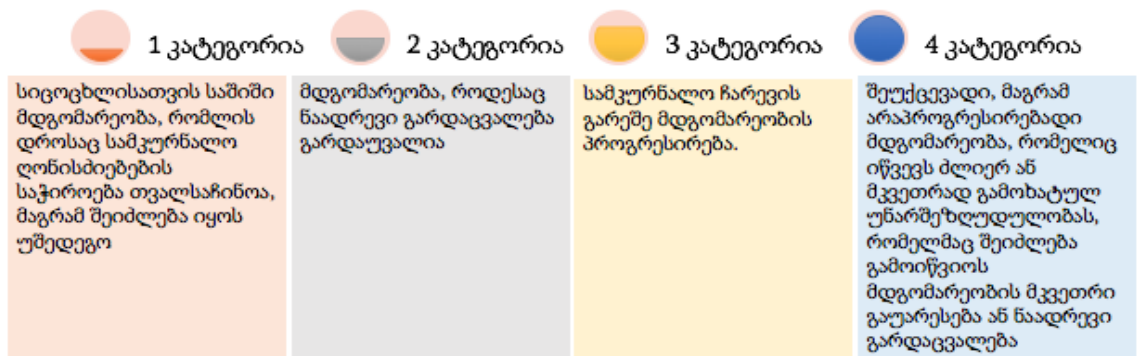 1 კატეგორია
2 კატეგორია
3 კატეგორია
4 კატეგორია
სიცოცხლისათვის საშიში
მდგომარეობა, რომლის
დროსაც სამკურნალო
ღონისძიებების
საჭიროება თვალსაჩინოა,
მაგრამ შეიძლება იყოს
უშედეგო
მდგომარეობა, როდესაც
ნაადრევი გარდაცვალება
გარდაუვალია
სამკურნალო ჩარევის
გარეშე მდგომარეობის
პროგრესირება.
შეუქცევადი, მაგრამ
არაპროგრესირებადი
მდგომარეობა, რომელიც
იწვევს ძლიერ ან
მკვეთრად გამოხატულ
უნარშეზღუდულობას,
რომელმაც შეიძლება
გამოიწვიოს
მდგომარეობის მკვეთრი
გაუარესება ან ნაადრევი
გარდაცვალება